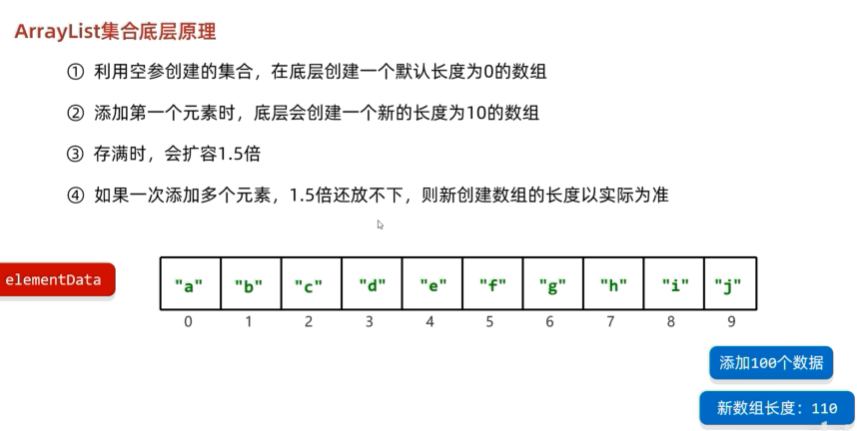 ArrayList集合底层原理
① 利用空参创建的集合，在底层创建一个默认长度为0的数组
② 添加第一个元素时，底层会创建一个新的长度为10的数组
③ 存满时，会扩容1.5倍
④ 如果一次添加多个元素，1.5倍还放不下，则新创建数组的长度以实际为准
elementData
"a" "b" "c" "d" "e" "f" "g" "h" "i" "j"
0 1 2 3 4 5 6 7 8 9
添加100个数据
新数组长度：110